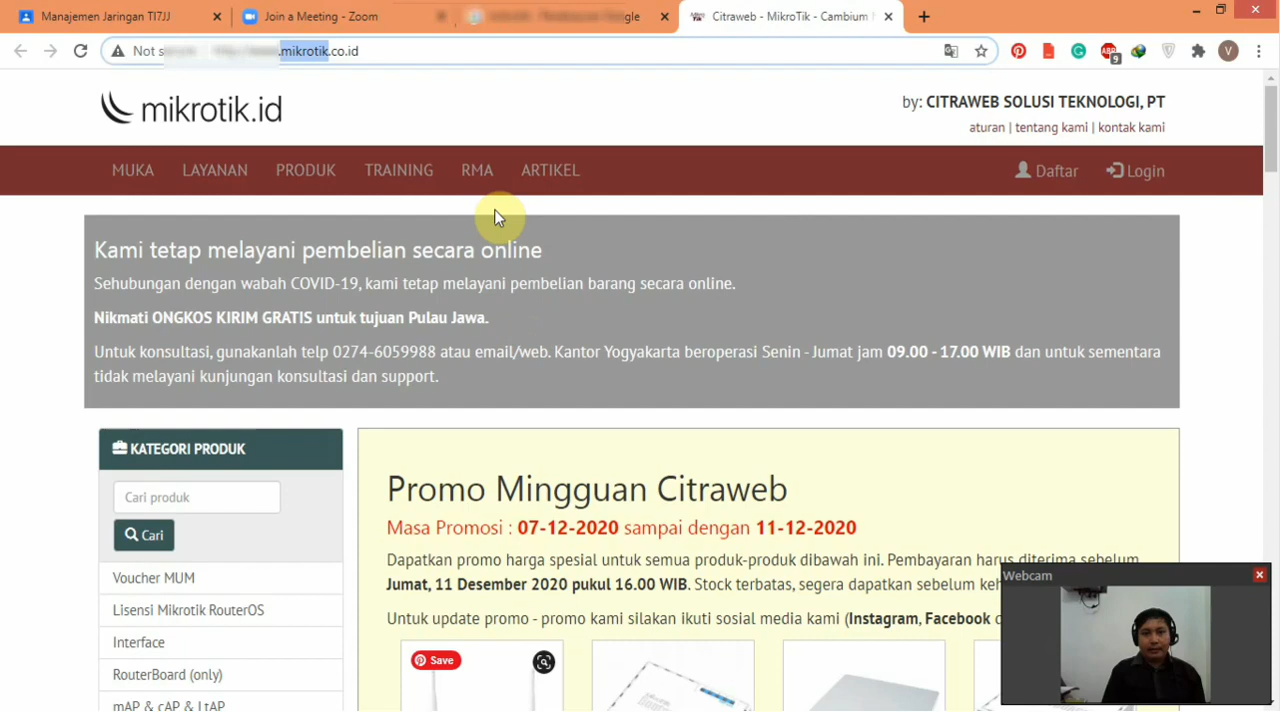 Manajemen Jaringan TI7JJ
Join a Meeting - Zoom
Google
Citraweb - MikroTik - Cambium
Not
.mikrotik.co.id
ABP
9
V
mikrotik.id
by: CITRAWEB SOLUSI TEKNOLOGI, PT
aturan | tentang kami | kontak kami
MUKA LAYANAN PRODUK TRAINING RMA ARTIKEL Daftar Login
Kami tetap melayani pembelian secara online
Sehubungan dengan wabah COVID-19, kami tetap melayani pembelian barang secara online.
Nikmati ONGKOS KIRIM GRATIS untuk tujuan Pulau Jawa.
Untuk konsultasi, gunakanlah telp 0274-6059988 atau email/web. Kantor Yogyakarta beroperasi Senin - Jumat jam 09.00 - 17.00 WIB dan untuk sementara
tidak melayani kunjungan konsultasi dan support.
KATEGORI PRODUK
Cari produk
Cari
Voucher MUM
Lisensi Mikrotik RouterOS
Interface
RouterBoard (only)
mAP & cAP & LtAP
Promo Mingguan Citraweb
Masa Promosi : 07-12-2020 sampai dengan 11-12-2020
Dapatkan promo harga spesial untuk semua produk-produk dibawah ini. Pembayaran harus diterima sebelum
Jumat, 11 Desember 2020 pukul 16.00 WIB. Stock terbatas, segera dapatkan sebelum
Untuk update promo - promo kami silakan ikuti sosial media kami (Instagram, Facebook
Save
Webcam